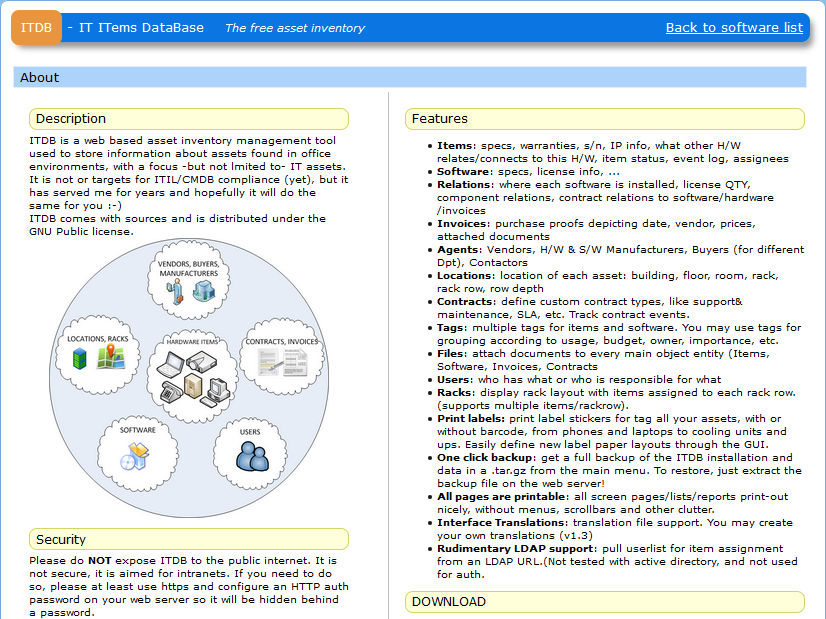 ITDB - IT ITems DataBase The free asset inventory Back to software list
About
Description
ITDB is a web based asset inventory management tool
used to store information about assets found in office
environments, with a focus -but not lmited to- IT assets.
It is not or targets for ITIL/CMDB compliance (yet), but it
has served me for years and hopefully it will do the
same for you :-)
ITDB comes with sources and is distributed under the
GNU Public license.
VENDORS, BUYERS,
MANUFACTURERS
LOCATIONS, RACKS
HARDWARE ITEMS
CONTRACTS, INVOICES
SOFTWARE
USERS
Security
Please do NOT expose ITDB to the public internet. It is
not secure, it is aimed for intranets. If you need to do
so, please at least use https and configure an HTTP auth
password on your web server so it will be hidden behind
a password.
Features
• Items: specs, warranties, s/n, IP info, what other H/W
relates/connects to this H/W, item status, event log, assignees
• Software: specs, license info, ...
• Relations: where each software is installed, license QTY,
component relations, contract relations to software/hardware
/invoices
• Invoices: purchase proofs depicting date, vendor, prices,
attached documents
• Agents: Vendors, H/W & S/W Manufacturers, Buyers (for different
Dpt), Contactors
• Locations: location of each asset: building, floor, room, rack,
rack row, row depth
• Contracts: define custom contract types, like support&
maintenance, SLA, etc. Track contract events.
• Tags: multiple tags for items and software. You may use tags for
grouping according to usage, budget, owner, importance, etc.
• Files: attach documents to every main object entity (Items,
Software, Invoices, Contracts
• Users: who has what or who is responsible for what
• Racks: display rack layout with items assigned to each rack row.
(supports multiple items/rackrow).
• Print labels: print label stickers for tag all your assets, with or
without barcode, from phones and laptops to cooling units and
ups. Easily define new label paper layouts through the GUI.
• One click backup: get a full backup of the ITDB installation and
data in a .tar.gz from the main menu. To restore, just extract the
backup file on the web server!
• All pages are printable: all screen pages/lists/reports print-out
nicely, without menus, scrollbars and other clutter.
• Interface Translations: translation file support. You may create
your own translations (v1.3)
• Rudimentary LDAP support: pull userlist for item assignment
from an LDAP URL.(Not tested with active directory, and not used
for auth.
DOWNLOAD